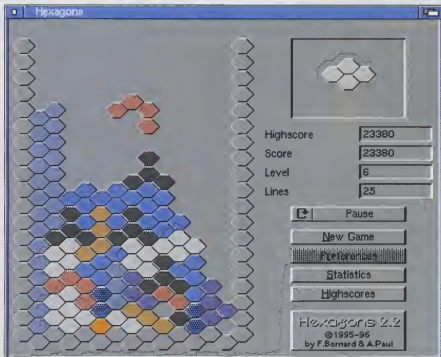 Hexagons
Highscore 23380
Score 23380
Level 6
Lines 25
Pause
New Game
Preferences
Statistics
Highscores
Hexagons 2.2
©1995-96
by F.Bernard & A.Paul